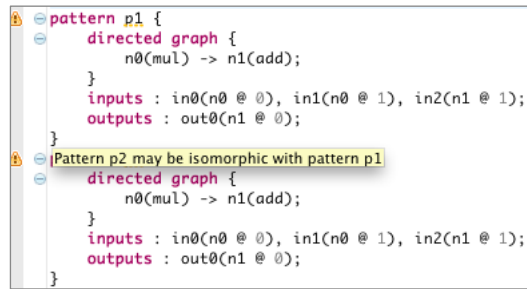 pattern p1 {
directed graph {
n0(mul) -> n1(add);
}
inputs : in0(n0 @ 0), in1(n0 @ 1), in2(n1 @ 1);
outputs : out0(n1 @ 0);
}
Pattern p2 may be isomorphic with pattern p1
directed graph {
n0(mul) -> n1(add);
}
inputs : in0(n0 @ 0), in1(n0 @ 1), in2(n1 @ 1);
outputs : out0(n1 @ 0);
}